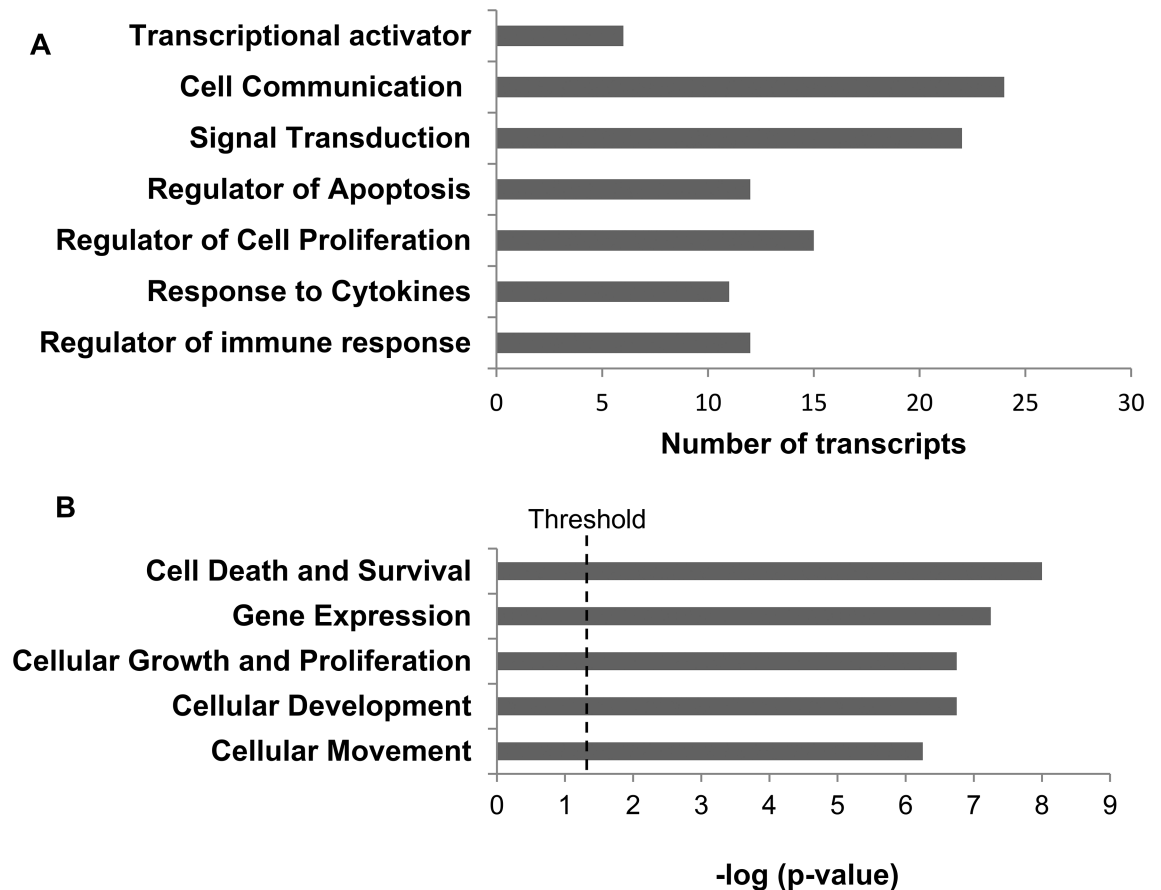 A
Transcriptional activator
Cell Communication
Signal Transduction
Regulator of Apoptosis
Regulator of Cell Proliferation
Response to Cytokines
Regulator of immune response
0 5 10 15 20 25 30
Number of transcripts
B
Threshold
Cell Death and Survival
Gene Expression
Cellular Growth and Proliferation
Cellular Development
Cellular Movement
0 1 2 3 4 5 6 7 8 9
-log (p-value)